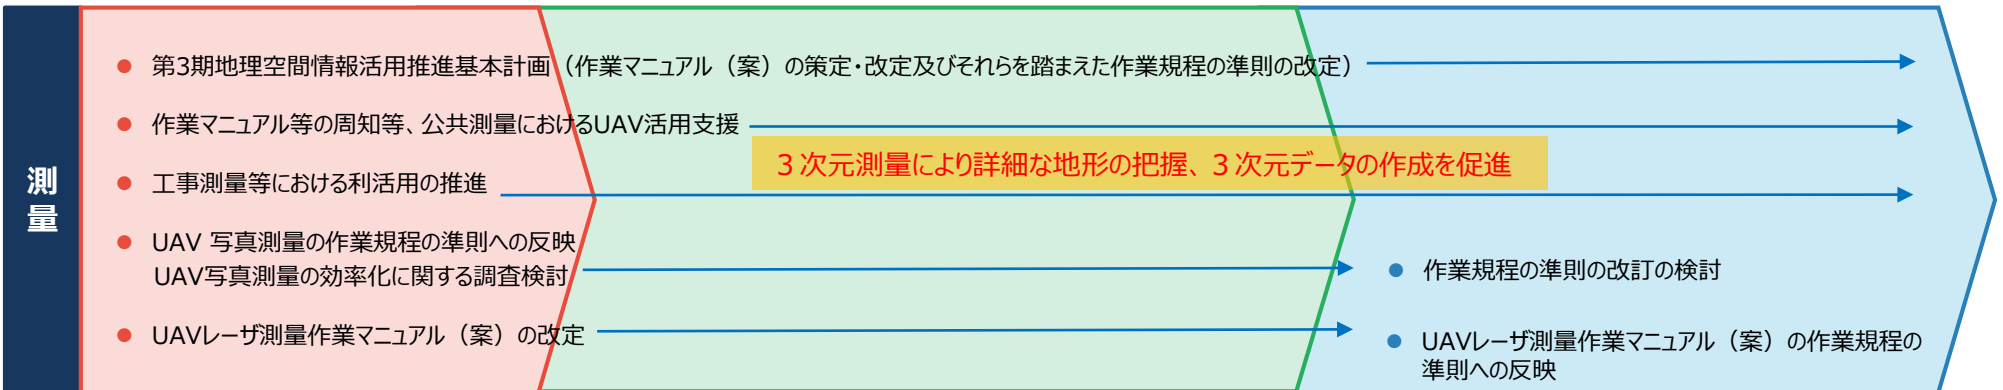 測量
● 第3期地理空間情報活用推進基本計画（作業マニュアル（案）の策定・改定及びそれらを踏まえた作業規程の準則の改定）
● 作業マニュアル等の周知等、公共測量におけるUAV活用支援
３次元測量により詳細な地形の把握、３次元データの作成を促進
● 工事測量等における利活用の推進
● UAV 写真測量の作業規程の準則への反映
UAV写真測量の効率化に関する調査検討
● 作業規程の準則の改訂の検討
● UAVレーザ測量作業マニュアル（案）の改定
● UAVレーザ測量作業マニュアル（案）の作業規程の
準則への反映